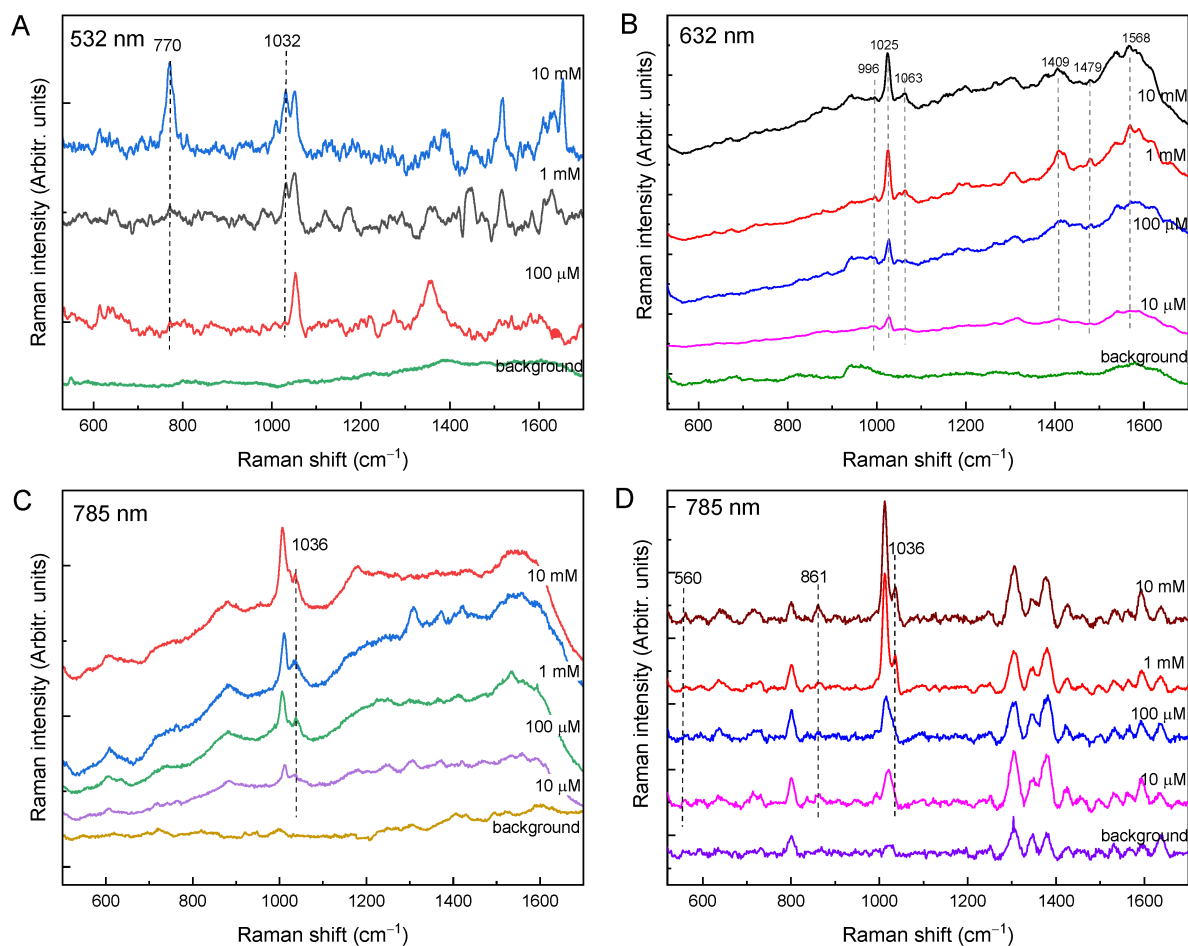 A
532 nm
770
1032
10 mM
1 mM
100 μM
background
Raman intensity (Arbitr. units)
600 800 1000 1200 1400 1600
Raman shift (cm⁻¹)
B
632 nm
996
1025
1063
1409
1479
1568
10 mM
1 mM
100 μM
10 μM
background
Raman intensity (Arbitr. units)
600 800 1000 1200 1400 1600
Raman shift (cm⁻¹)
C
785 nm
1036
10 mM
1 mM
100 μM
10 μM
background
Raman intensity (Arbitr. units)
600 800 1000 1200 1400 1600
Raman shift (cm⁻¹)
D
785 nm
560
861
1036
10 mM
1 mM
100 μM
10 μM
background
Raman intensity (Arbitr. units)
600 800 1000 1200 1400 1600
Raman shift (cm⁻¹)